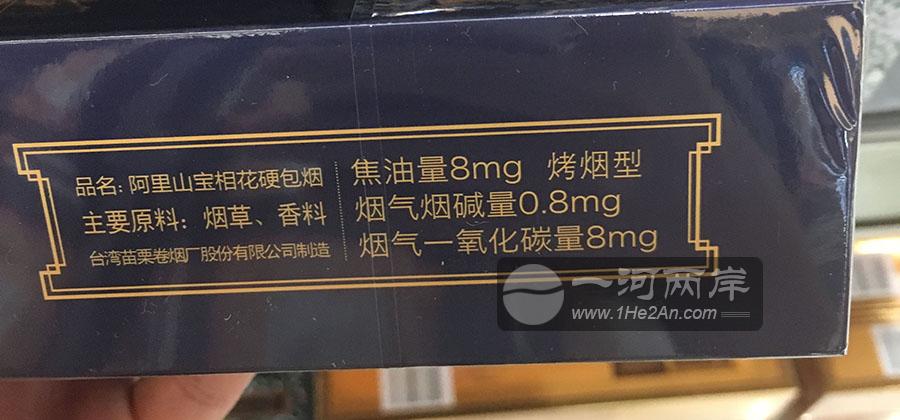 品名: 阿里山宝相花硬包烟
主要原料: 烟草、香料
台湾苗栗卷烟厂股份有限公司制造
焦油量8mg 烤烟型
烟气烟碱量0.8mg
烟气一氧化碳量8mg
一河两岸
www.1He2An.com